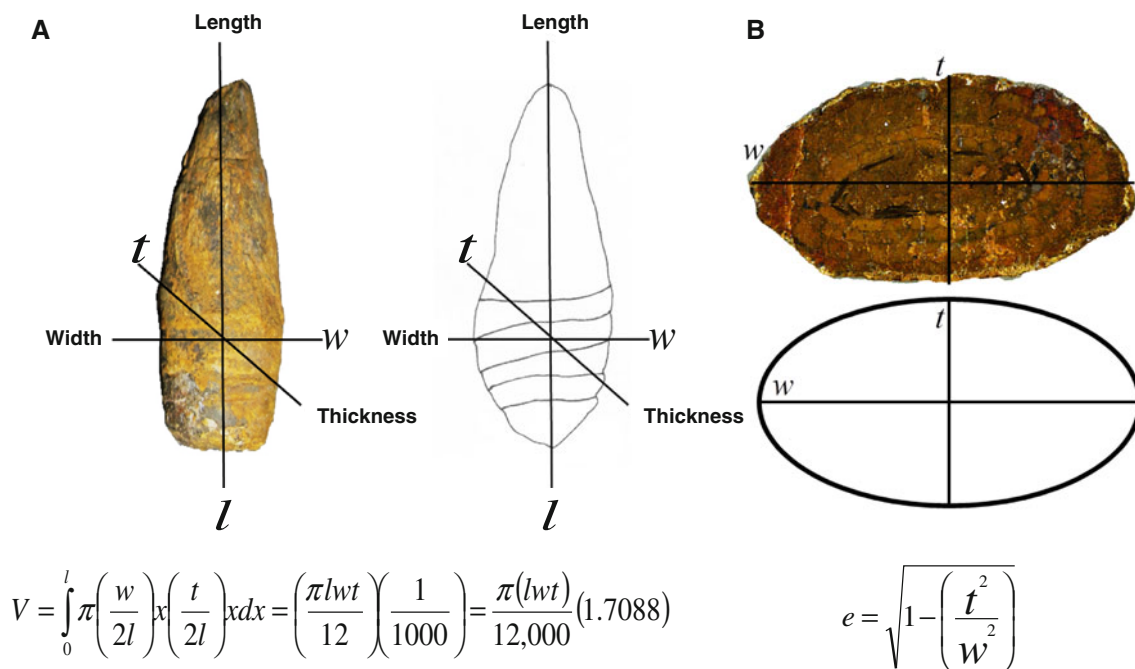 A
Length
t
Width
w
Thickness
l
Length
t
Width
w
Thickness
l
B
t
w
t
w
V = ∫₀ˡ π(w/2l)x(t/2l)xdx = (πlwt/12)(1/1000) = π(lwt)/12,000 (1.7088)
e = √(1−(t²/w²))